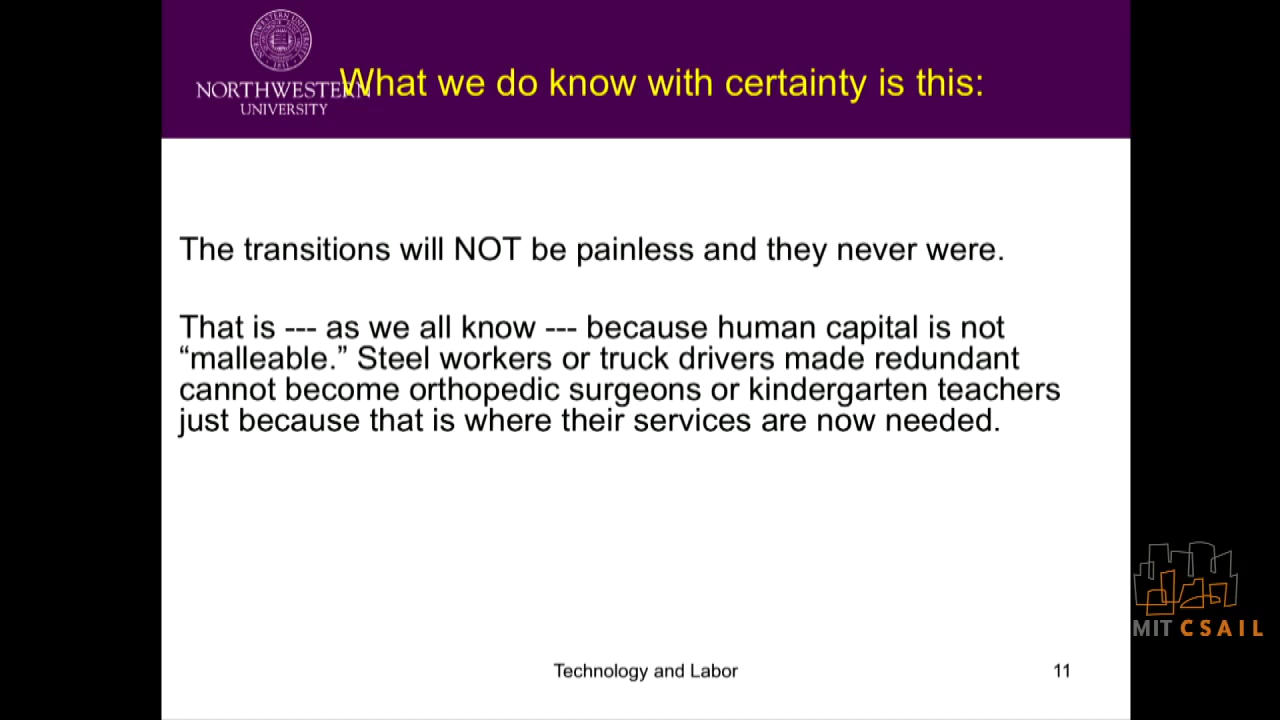 What we do know with certainty is this:
NORTHWESTERN
UNIVERSITY
The transitions will NOT be painless and they never were.
That is --- as we all know --- because human capital is not
“malleable.” Steel workers or truck drivers made redundant
cannot become orthopedic surgeons or kindergarten teachers
just because that is where their services are now needed.
MIT CSAIL
Technology and Labor
11